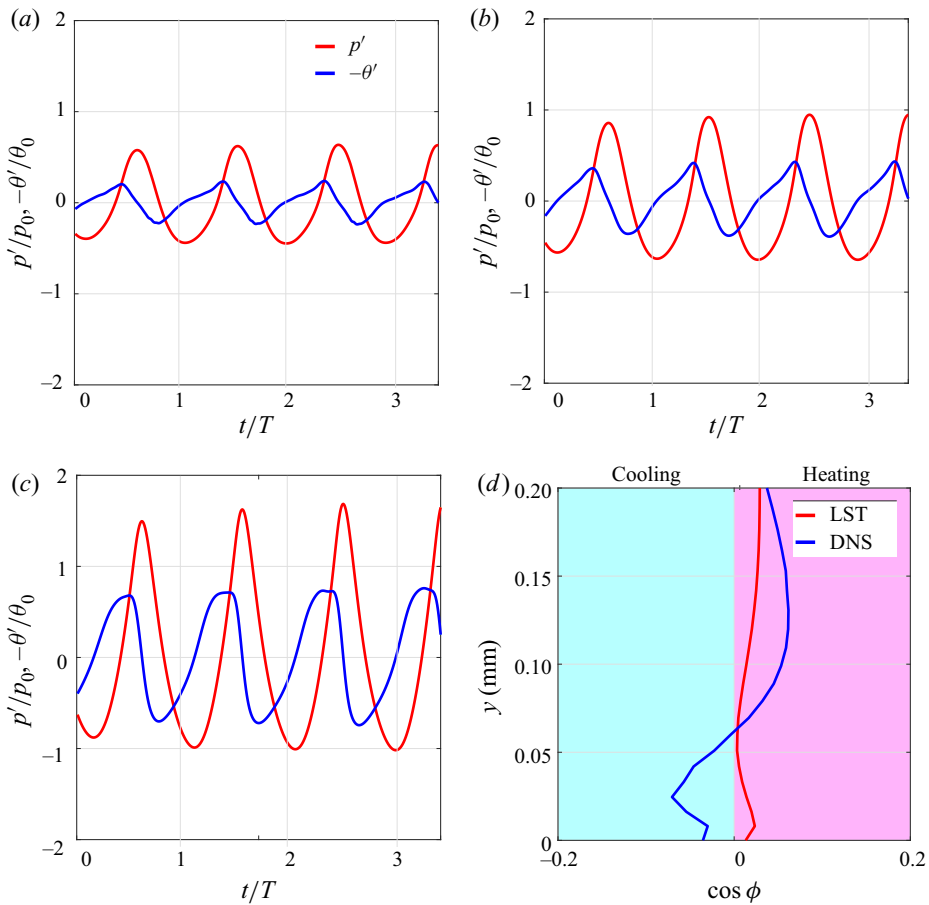 (a)
2
1
0
−1
−2
p′/p₀, −θ′/θ₀
p′
−θ′
0 1 2 3
t/T
(b)
2
1
0
−1
−2
p′/p₀, −θ′/θ₀
0 1 2 3
t/T
(c)
2
1
0
−1
−2
p′/p₀, −θ′/θ₀
0 1 2 3
t/T
(d)
Cooling Heating
0.20
0.15
0.10
0.05
0
y (mm)
LST
DNS
−0.2 0 0.2
cos ϕ